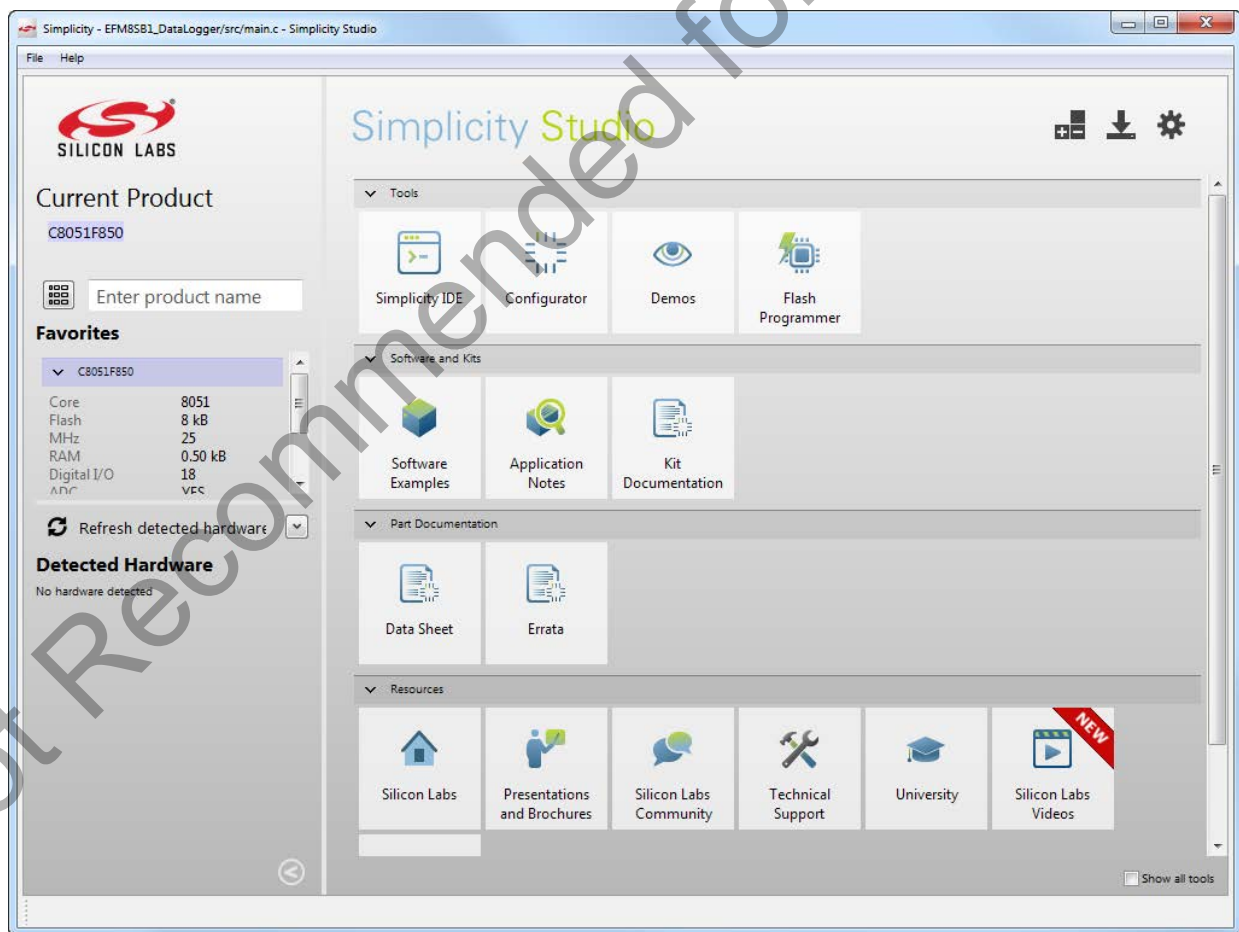 Simplicity - EFM8SB1_DataLogger/src/main.c - Simplicity Studio
File Help
SILICON LABS
Current Product
C8051F850
Enter product name
Favorites
C8051F850
Core 8051
Flash 8 kB
MHz 25
RAM 0.50 kB
Digital I/O 18
ADC YES
Refresh detected hardware
Detected Hardware
No hardware detected
Simplicity Studio
Tools
Simplicity IDE
Configurator
Demos
Flash
Programmer
Software and Kits
Software
Examples
Application
Notes
Kit
Documentation
Part Documentation
Data Sheet
Errata
Resources
Silicon Labs
Presentations
and Brochures
Silicon Labs
Community
Technical
Support
University
NEW
Silicon Labs
Videos
Show all tools
Recommended